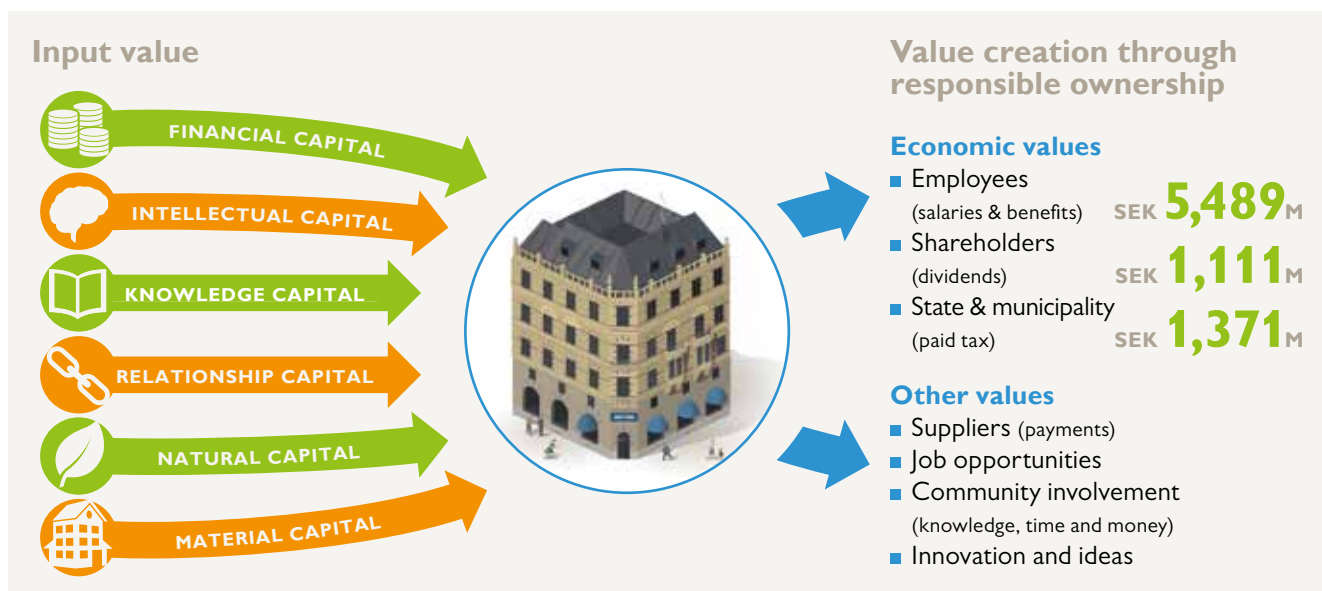 Input value
FINANCIAL CAPITAL
INTELLECTUAL CAPITAL
KNOWLEDGE CAPITAL
RELATIONSHIP CAPITAL
NATURAL CAPITAL
MATERIAL CAPITAL
Value creation through
responsible ownership
Economic values
Employees
(salaries & benefits) SEK 5,489M
Shareholders
(dividends) SEK 1,111M
State & municipality
(paid tax) SEK 1,371M
Other values
Suppliers (payments)
Job opportunities
Community involvement
(knowledge, time and money)
Innovation and ideas